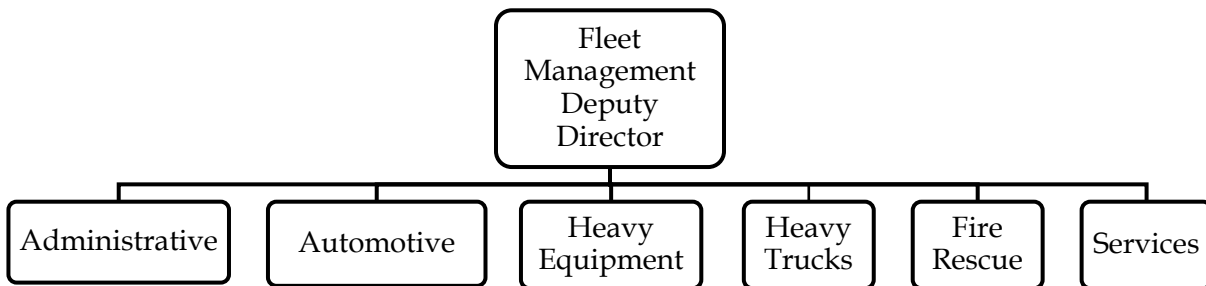 Fleet
Management
Deputy
Director
Administrative
Automotive
Heavy
Equipment
Heavy
Trucks
Fire
Rescue
Services